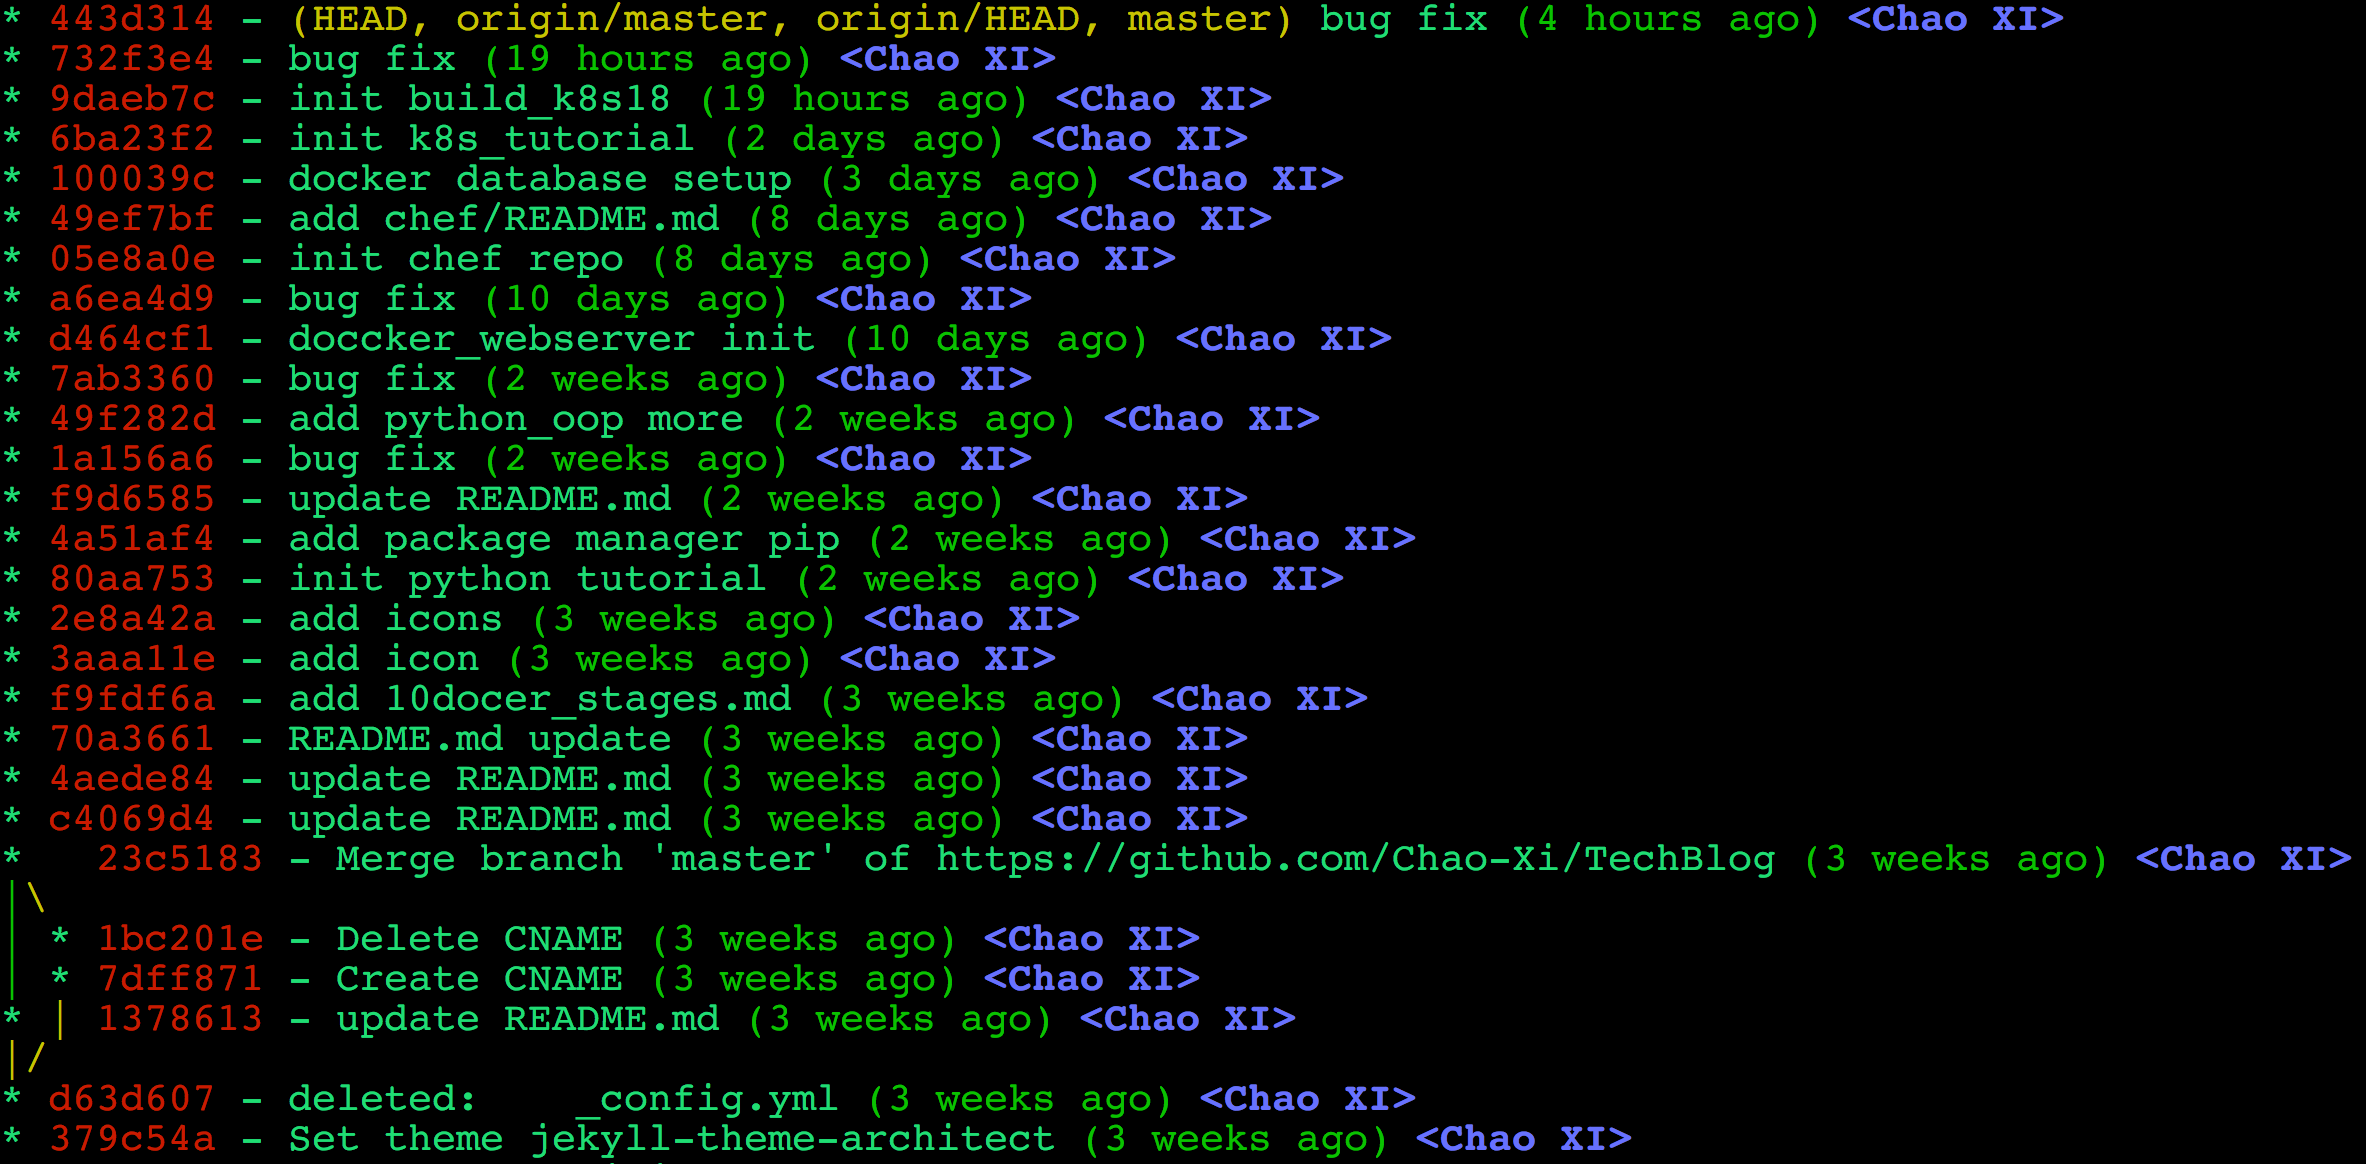 * 443d314 - (HEAD, origin/master, origin/HEAD, master) bug fix (4 hours ago) <Chao XI>
* 732f3e4 - bug fix (19 hours ago) <Chao XI>
* 9daeb7c - init build_k8s18 (19 hours ago) <Chao XI>
* 6ba23f2 - init k8s_tutorial (2 days ago) <Chao XI>
* 100039c - docker database setup (3 days ago) <Chao XI>
* 49ef7bf - add chef/README.md (8 days ago) <Chao XI>
* 05e8a0e - init chef repo (8 days ago) <Chao XI>
* a6ea4d9 - bug fix (10 days ago) <Chao XI>
* d464cf1 - doccker_webserver init (10 days ago) <Chao XI>
* 7ab3360 - bug fix (2 weeks ago) <Chao XI>
* 49f282d - add python_oop more (2 weeks ago) <Chao XI>
* 1a156a6 - bug fix (2 weeks ago) <Chao XI>
* f9d6585 - update README.md (2 weeks ago) <Chao XI>
* 4a51af4 - add package manager pip (2 weeks ago) <Chao XI>
* 80aa753 - init python tutorial (2 weeks ago) <Chao XI>
* 2e8a42a - add icons (3 weeks ago) <Chao XI>
* 3aaa11e - add icon (3 weeks ago) <Chao XI>
* f9fdf6a - add 10docer_stages.md (3 weeks ago) <Chao XI>
* 70a3661 - README.md update (3 weeks ago) <Chao XI>
* 4aede84 - update README.md (3 weeks ago) <Chao XI>
* c4069d4 - update README.md (3 weeks ago) <Chao XI>
*   23c5183 - Merge branch 'master' of https://github.com/Chao-Xi/TechBlog (3 weeks ago) <Chao XI>
|\
| * 1bc201e - Delete CNAME (3 weeks ago) <Chao XI>
| * 7dff871 - Create CNAME (3 weeks ago) <Chao XI>
* | 1378613 - update README.md (3 weeks ago) <Chao XI>
|/
* d63d607 - deleted:    _config.yml (3 weeks ago) <Chao XI>
* 379c54a - Set theme jekyll-theme-architect (3 weeks ago) <Chao XI>